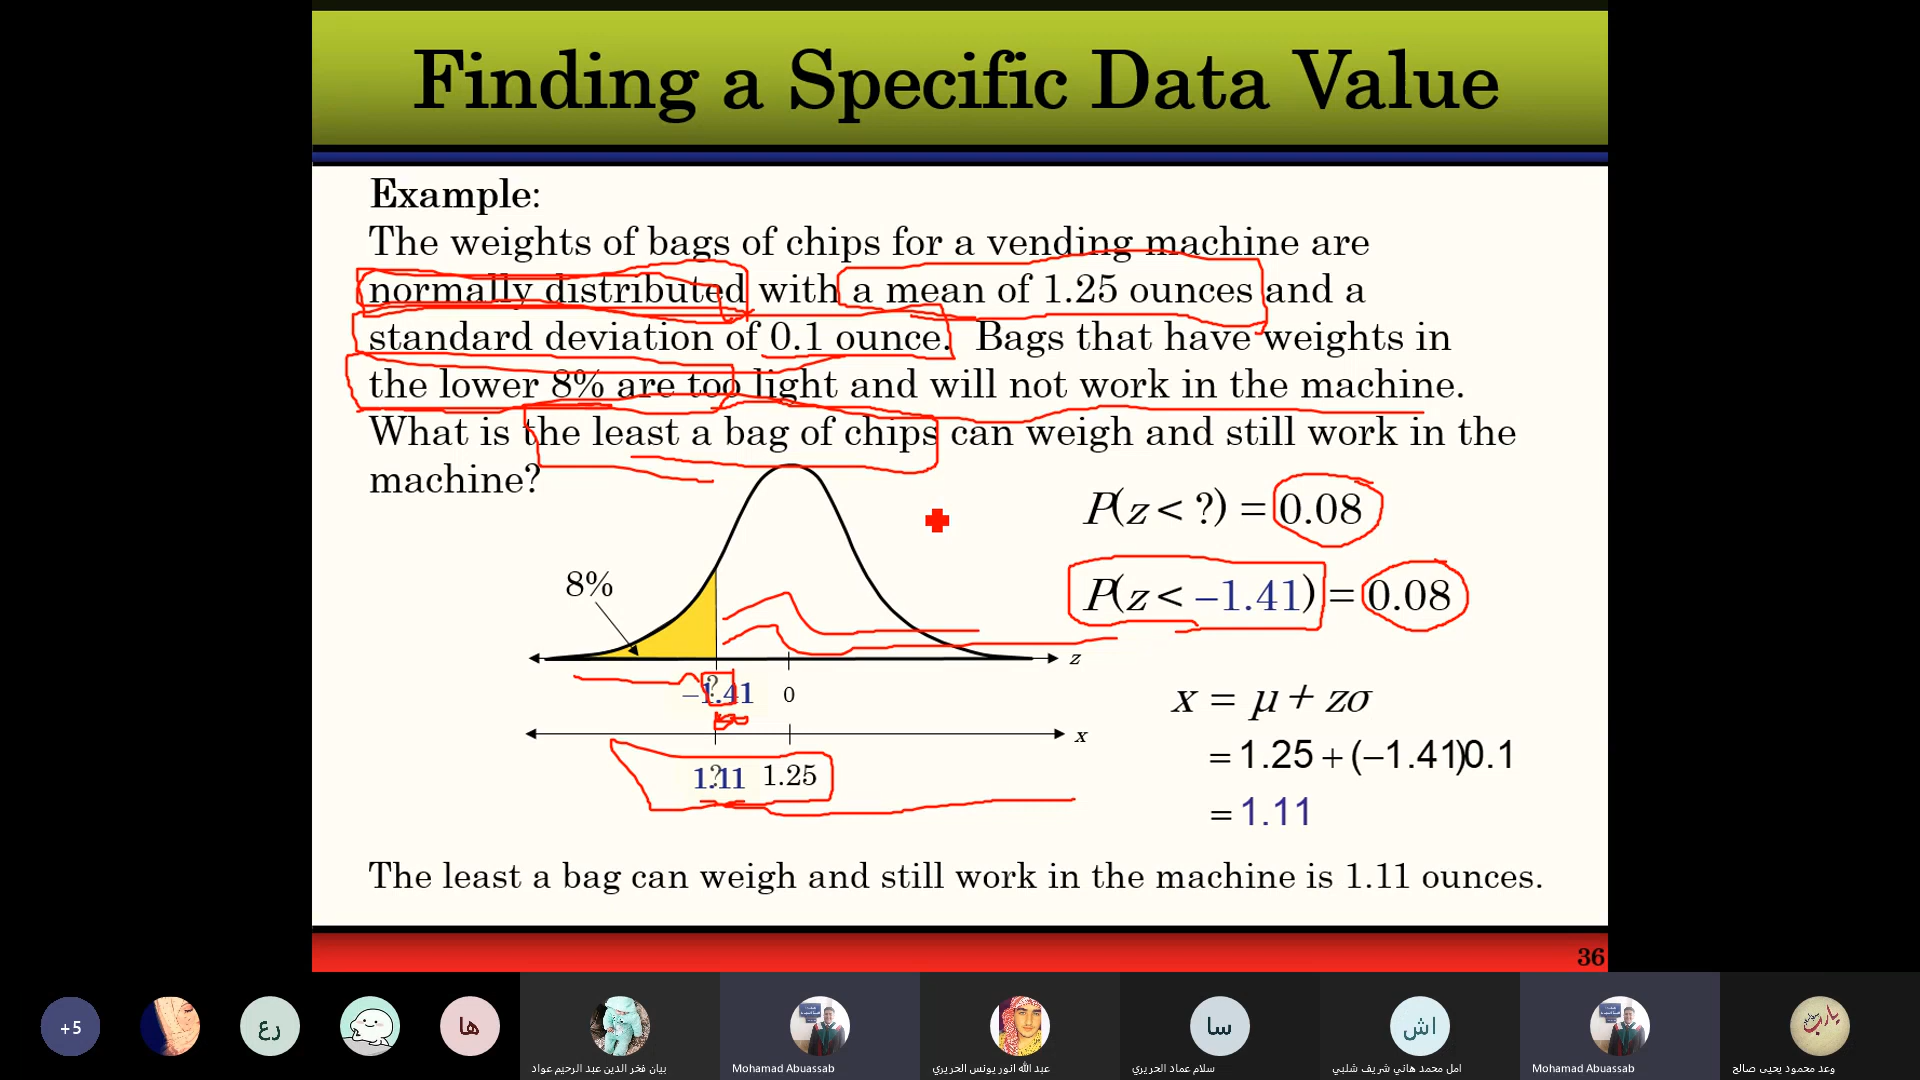 Finding a Specific Data Value
Example:
The weights of bags of chips for a vending machine are
normally distributed with a mean of 1.25 ounces and a
standard deviation of 0.1 ounce. Bags that have weights in
the lower 8% are too light and will not work in the machine.
What is the least a bag of chips can weigh and still work in the
machine?
P(z < ?) = 0.08
8%
P(z < −1.41) = 0.08
z
?
−1.41
0
x = μ + zσ
x
= 1.25 + (−1.41)0.1
?
1.11
1.25
= 1.11
The least a bag can weigh and still work in the machine is 1.11 ounces.
36
+5
رع
ها
سا
اش
يارب
بيان فخر الدين عبد الرحيم عواد
Mohamad Abuassab
عبد الله انور يونس الحريري
سلام عماد الحريري
امل محمد هاني شريف شلبي
Mohamad Abuassab
وعد محمود يحيى صالح